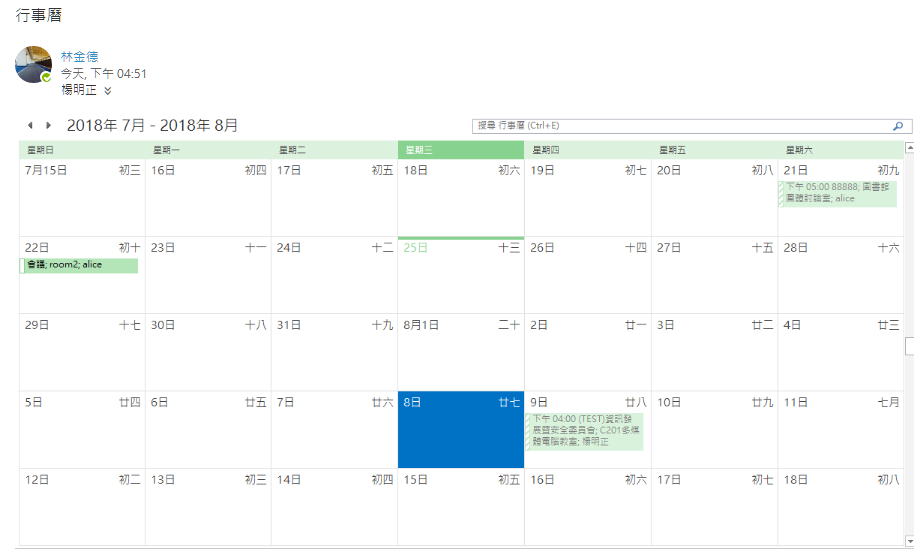 行事曆
林金德
今天, 下午 04:51
楊明正
2018年 7月 - 2018年 8月
搜尋 行事曆 (Ctrl+E)
星期日 星期一 星期二 星期三 星期四 星期五 星期六
7月15日 初三 16日 初四 17日 初五 18日 初六 19日 初七 20日 初八 21日 初九
下午 05:00 88888; 圖書館
團體討論室; alice
22日 初十 23日 十一 24日 十二 25日 十三 26日 十四 27日 十五 28日 十六
會議; room2; alice
29日 十七 30日 十八 31日 十九 8月1日 二十 2日 廿一 3日 廿二 4日 廿三
5日 廿四 6日 廿五 7日 廿六 8日 廿七 9日 廿八 10日 廿九 11日 七月
下午 04:00 (TEST)資訊發
展暨安全委員會; C201多媒
體電腦教室; 楊明正
12日 初二 13日 初三 14日 初四 15日 初五 16日 初六 17日 初七 18日 初八